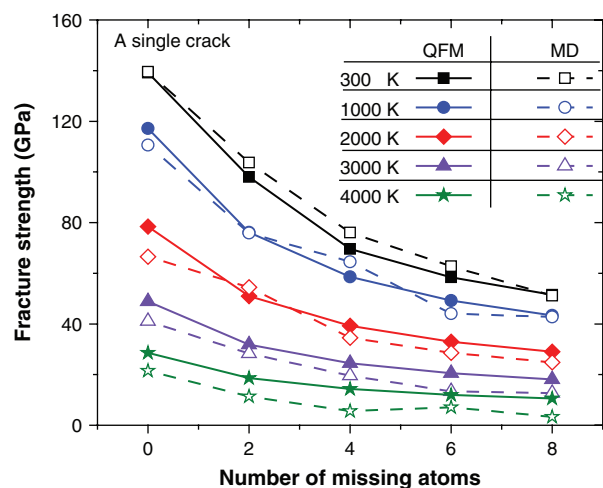 160
120
80
40
0
Fracture strength (GPa)
A single crack
QFM MD
300 K
1000 K
2000 K
3000 K
4000 K
0 2 4 6 8
Number of missing atoms